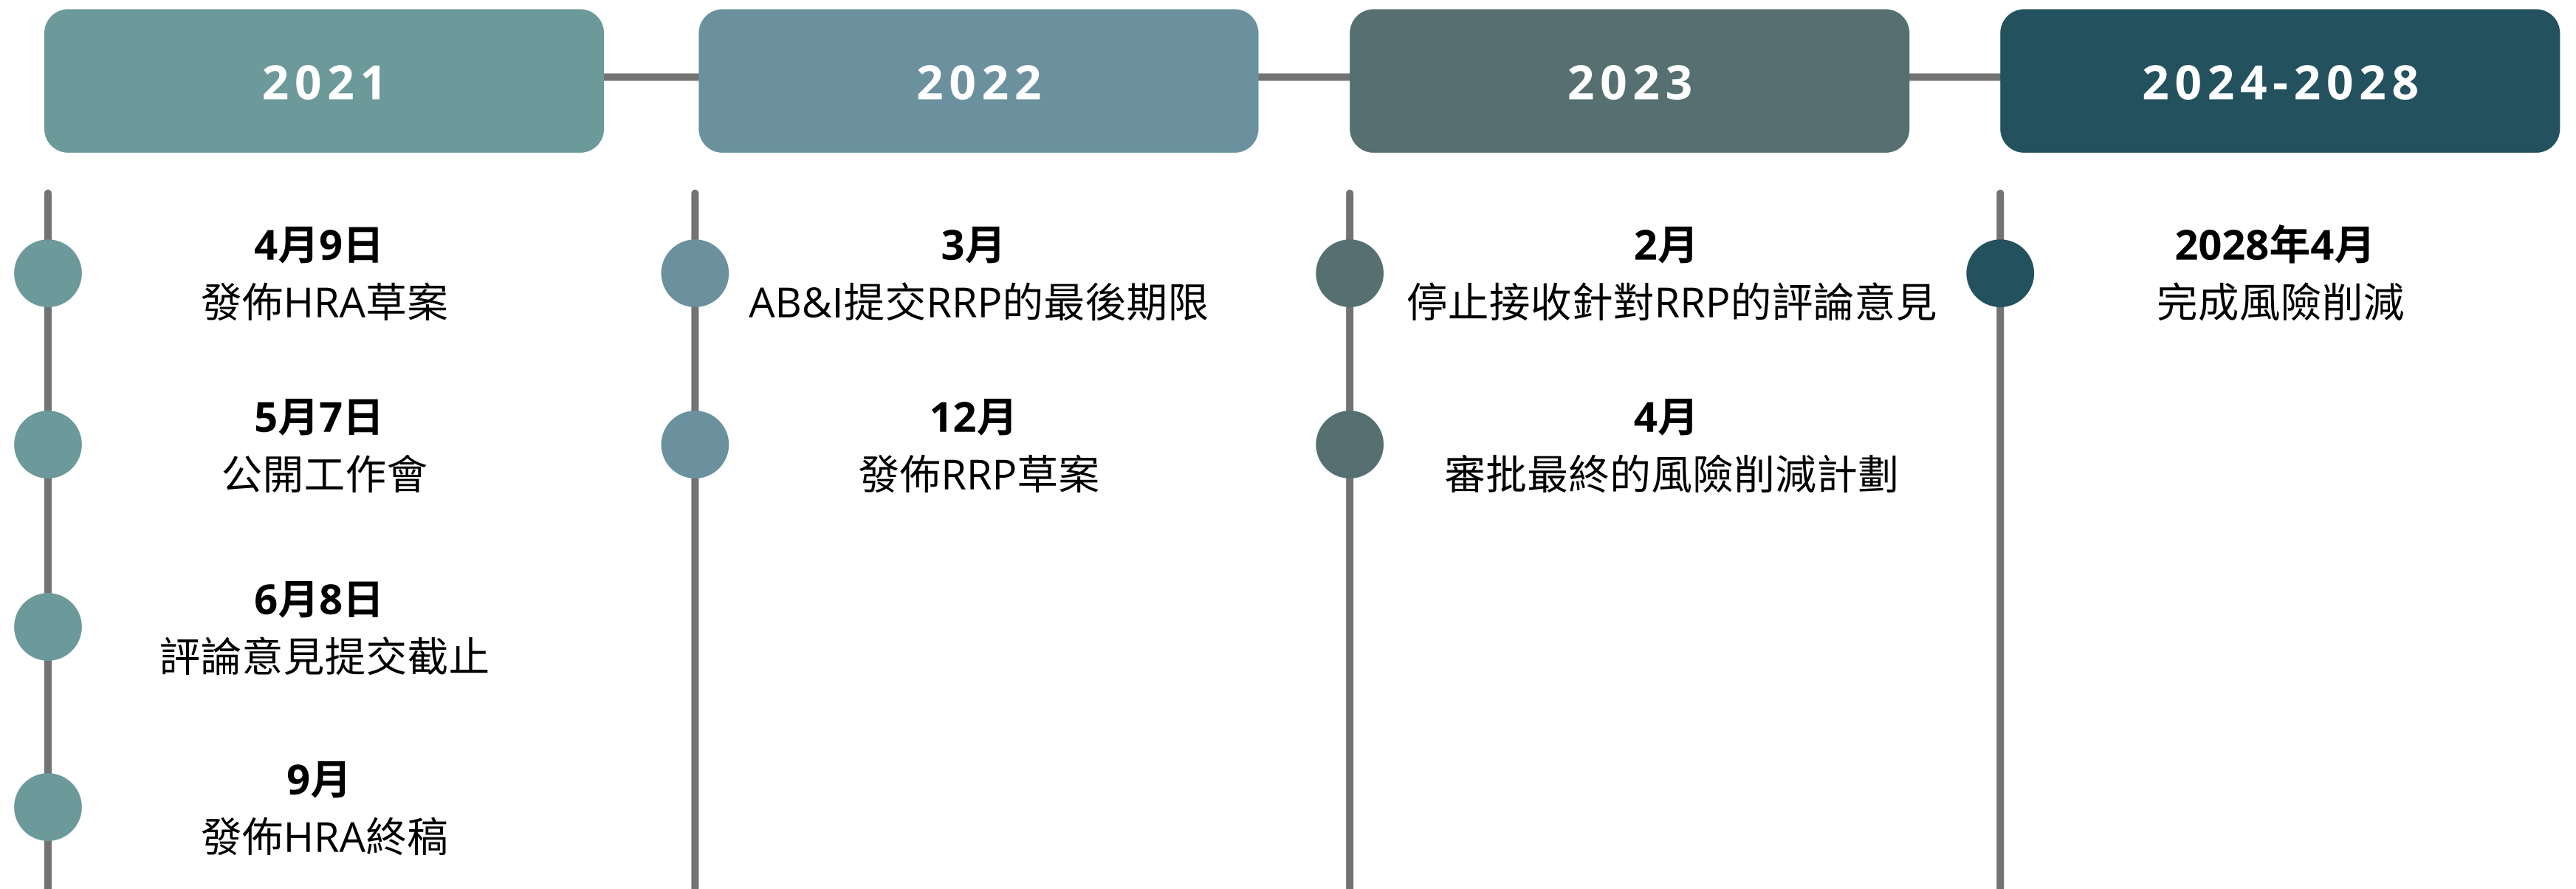 2021
4月9日
發佈HRA草案
5月7日
公開工作會
6月8日
評論意見提交截止
9月
發佈HRA終稿
2022
3月
AB&I提交RRP的最後期限
12月
發佈RRP草案
2023
2月
停止接收針對RRP的評論意見
4月
審批最終的風險削減計劃
2024-2028
2028年4月
完成風險削減